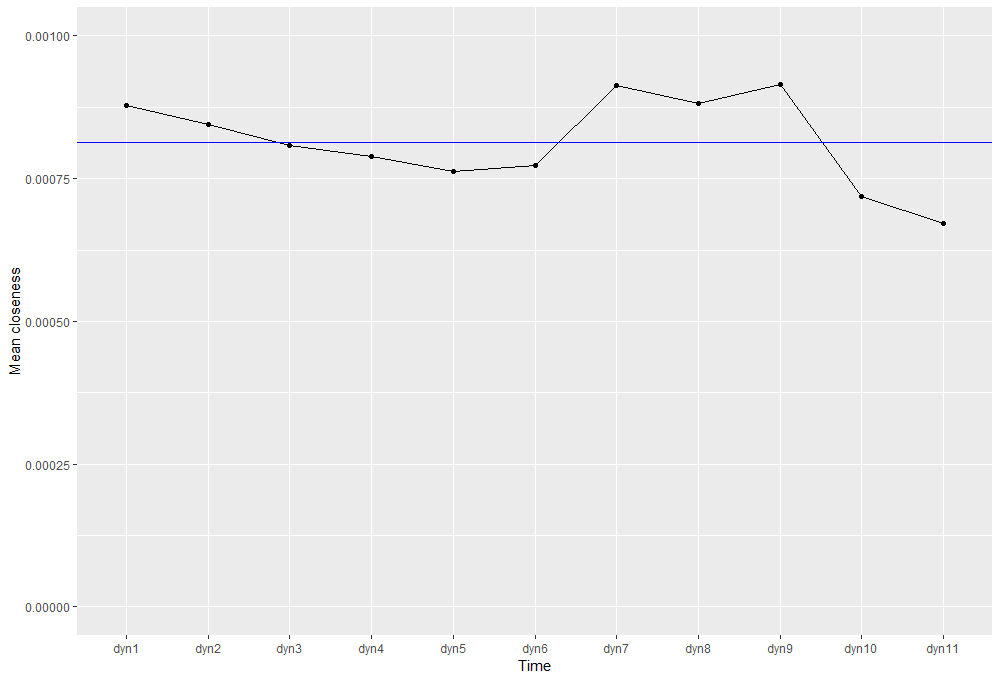 0.00100
0.00075
0.00050
0.00025
0.00000
Mean closeness
dyn1 dyn2 dyn3 dyn4 dyn5 dyn6 dyn7 dyn8 dyn9 dyn10 dyn11
Time